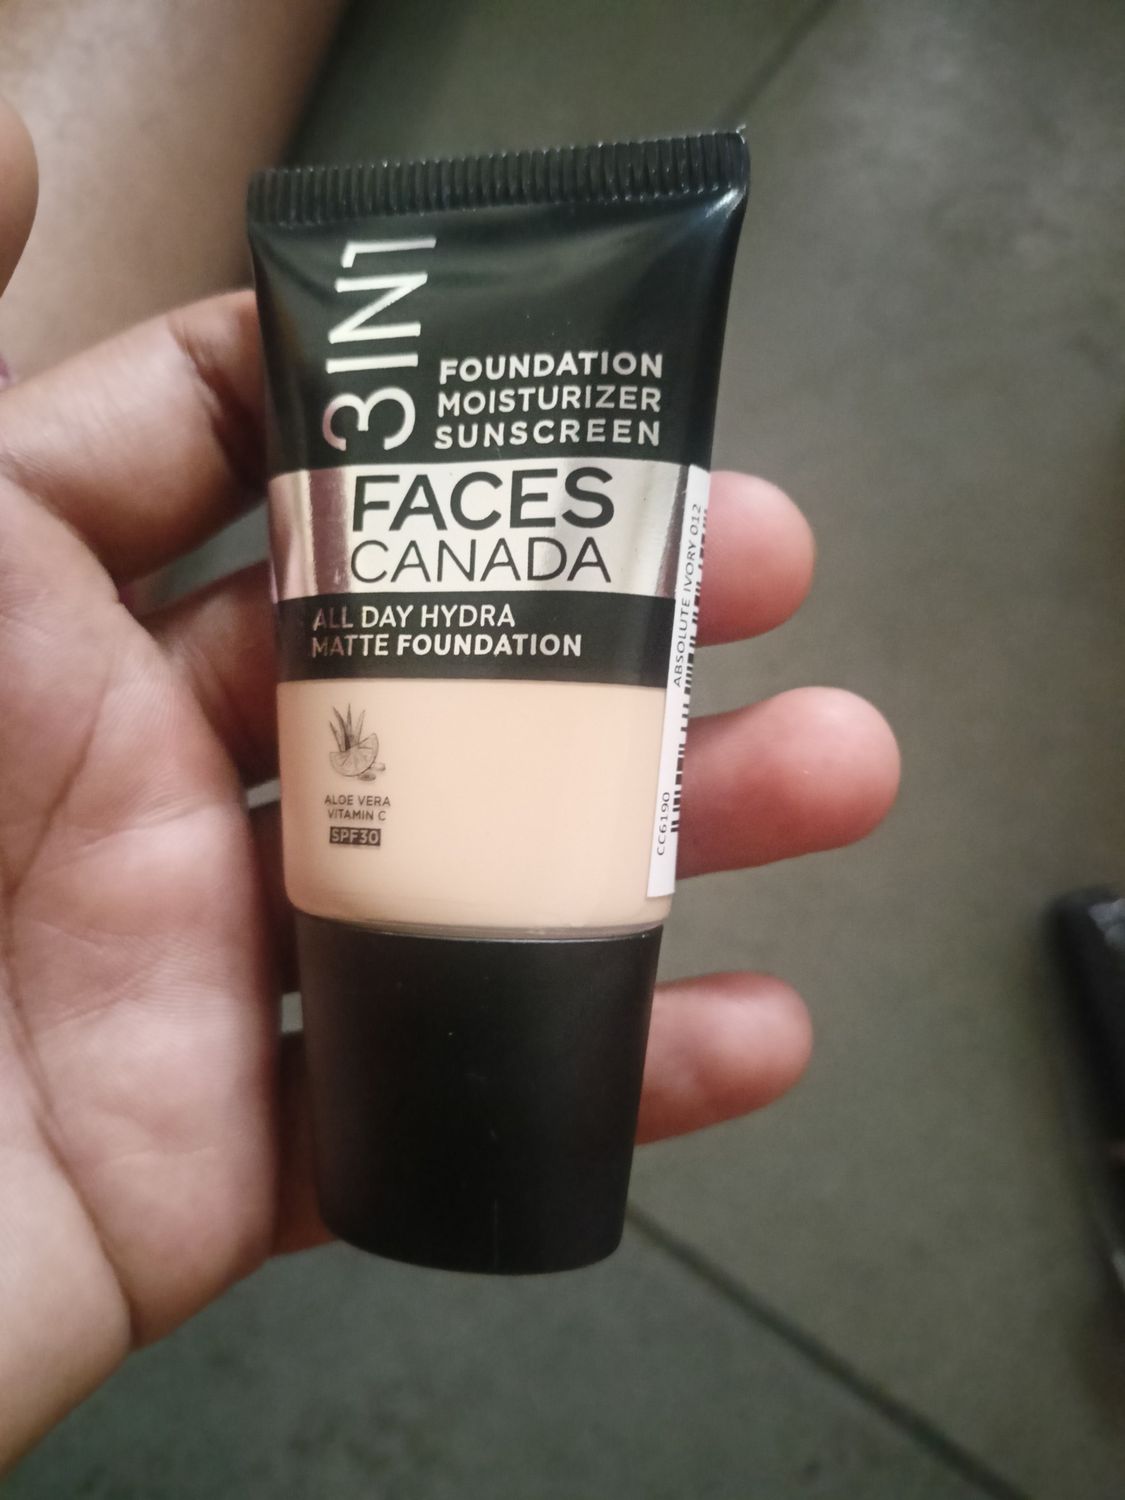 3IN1
FOUNDATION
MOISTURIZER
SUNSCREEN
FACES
CANADA
ALL DAY HYDRA
MATTE FOUNDATION
ALOE VERA
VITAMIN C
SPF30
ABSOLUTE IVORY 012
CC6190